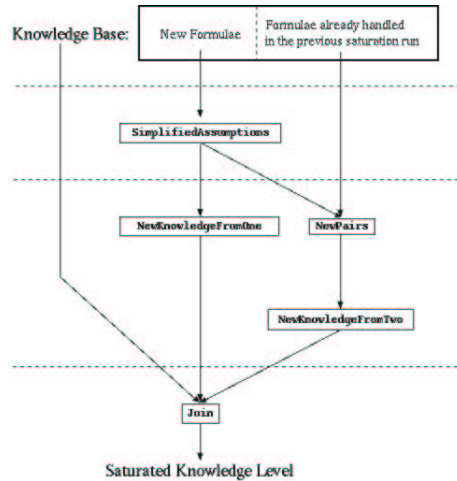 Knowledge Base:
New Formulae
Formulae already handled
in the previous saturation run
SimplifiedAssumptions
NewKnowledgeFromOne
NewPairs
NewKnowledgeFromTwo
Join
Saturated Knowledge Level